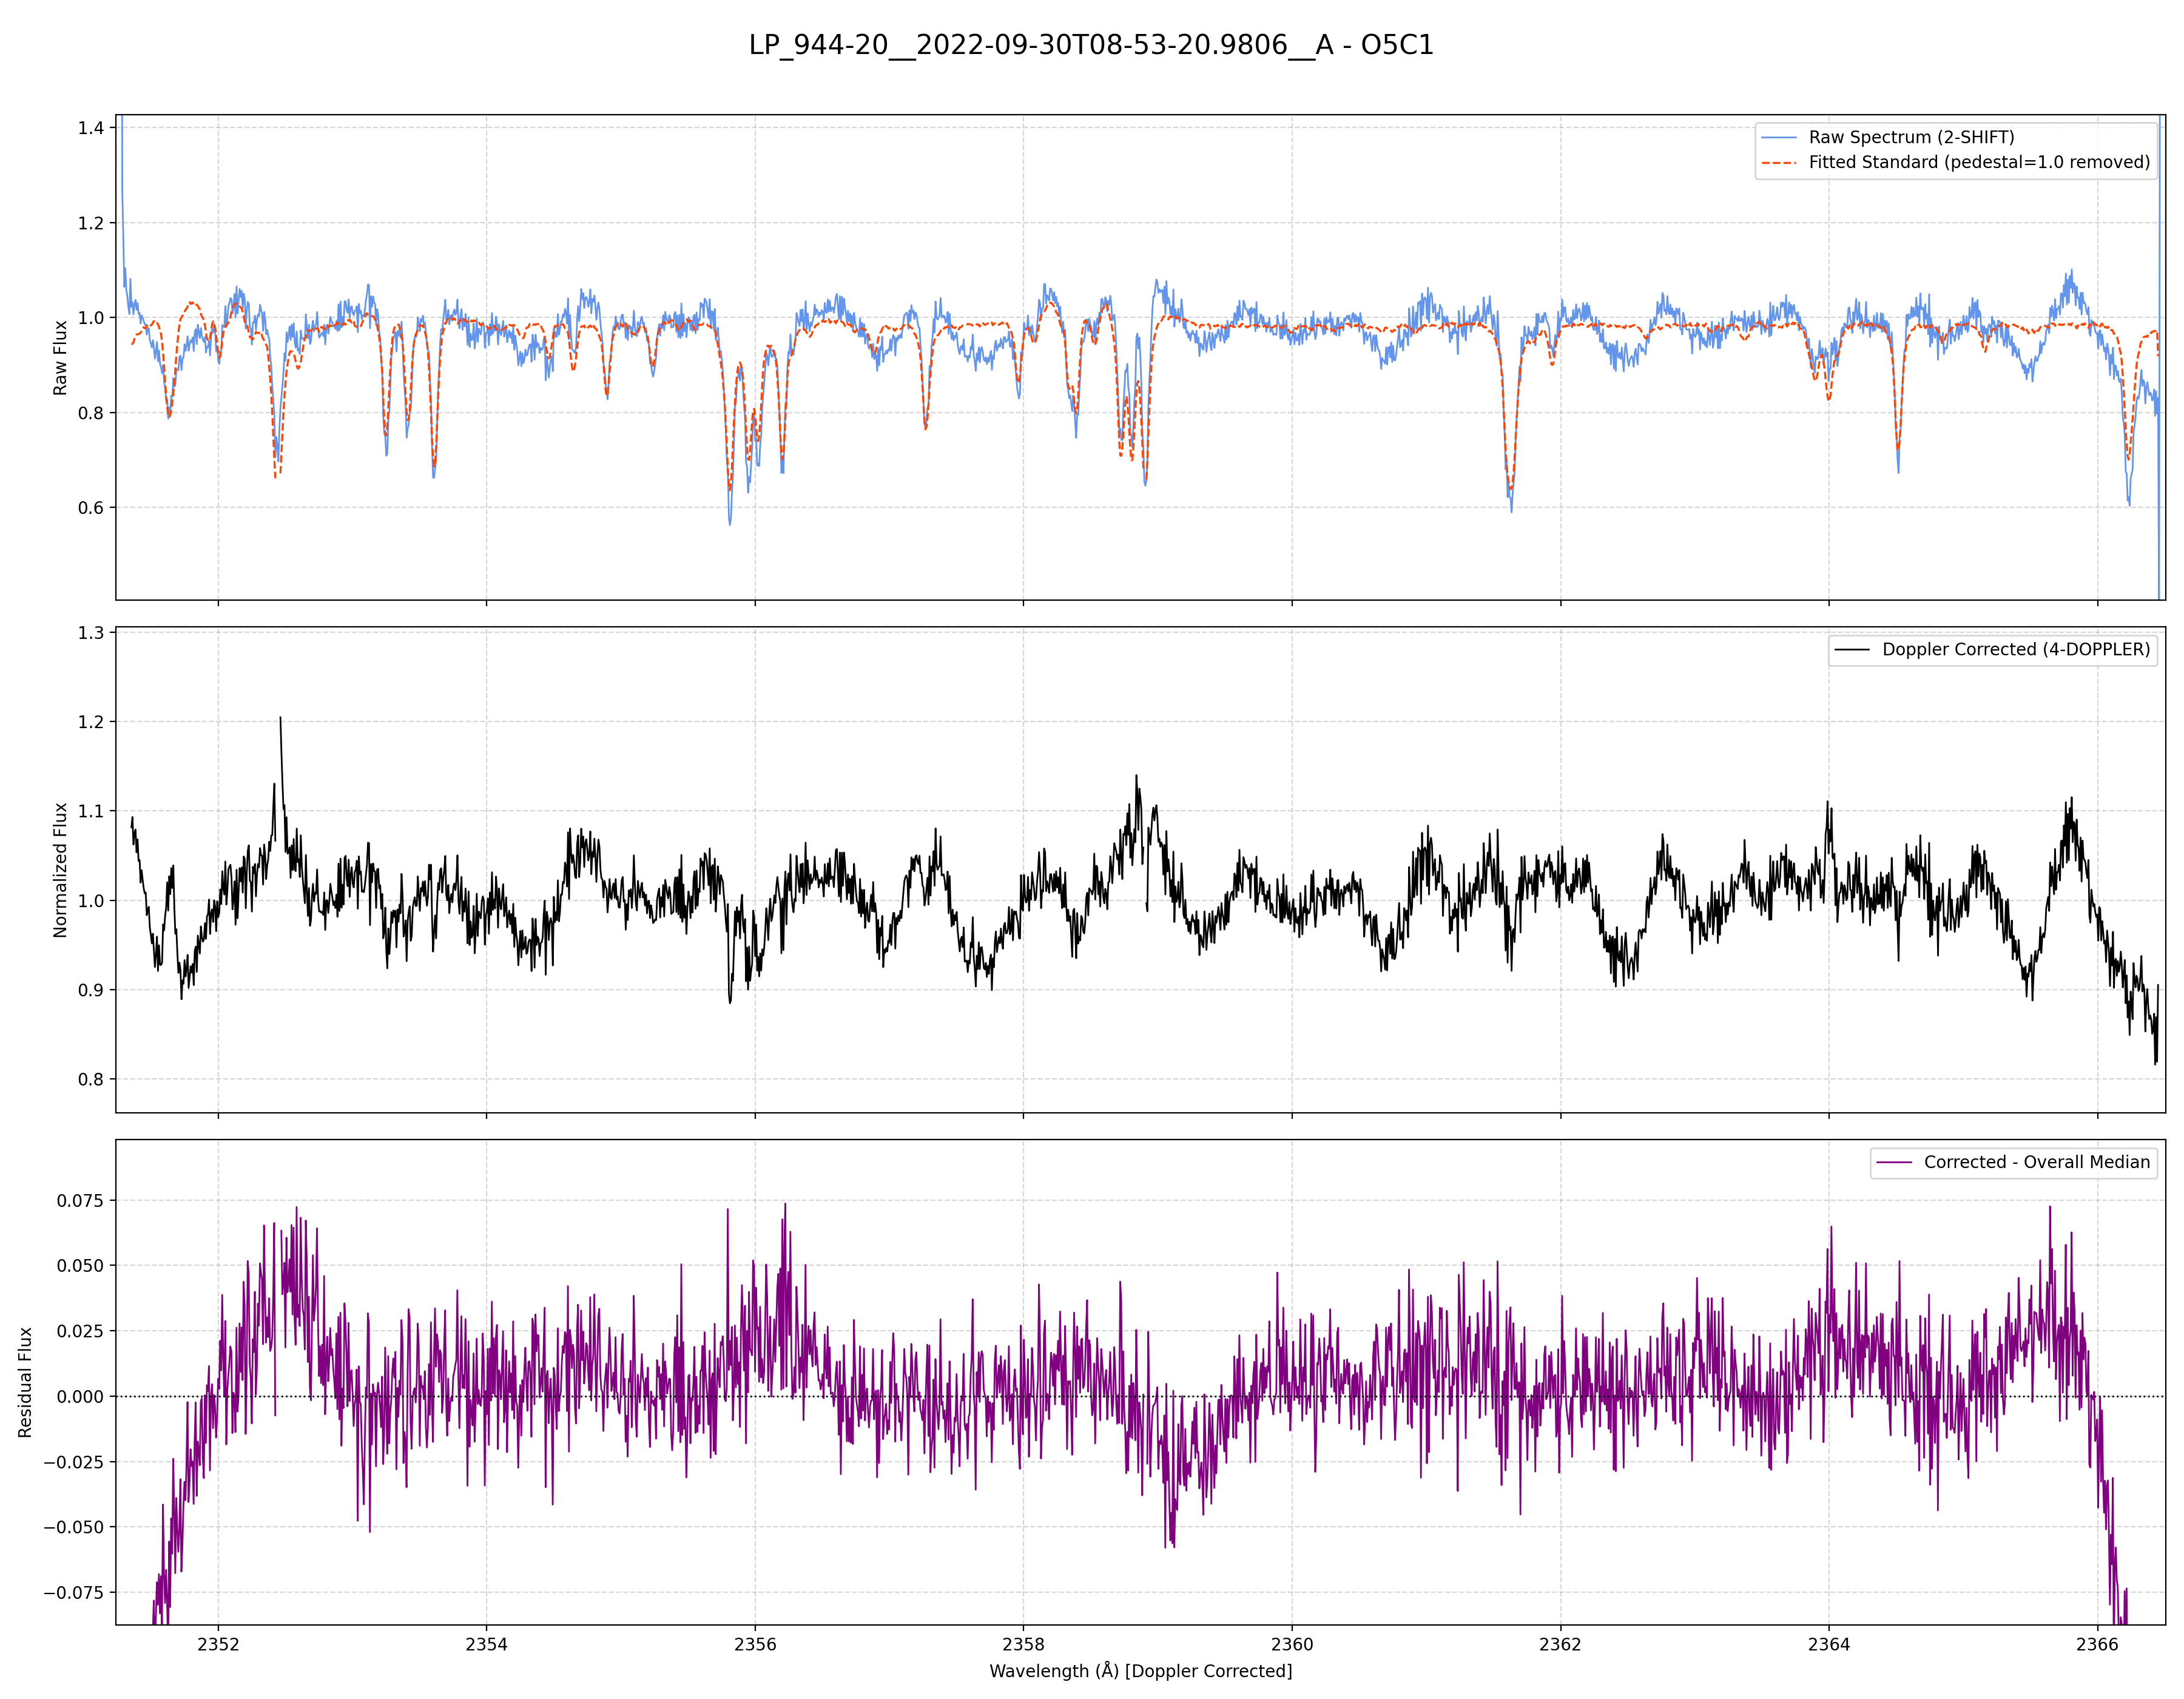 LP_944-20__2022-09-30T08-53-20.9806__A - O5C1
1.4
1.2
1.0
0.8
0.6
Raw Flux
Raw Spectrum (2-SHIFT)
Fitted Standard (pedestal=1.0 removed)
1.3
1.2
1.1
1.0
0.9
0.8
Normalized Flux
Doppler Corrected (4-DOPPLER)
0.075
0.050
0.025
0.000
−0.025
−0.050
−0.075
Residual Flux
Corrected - Overall Median
2352 2354 2356 2358 2360 2362 2364 2366
Wavelength (Å) [Doppler Corrected]